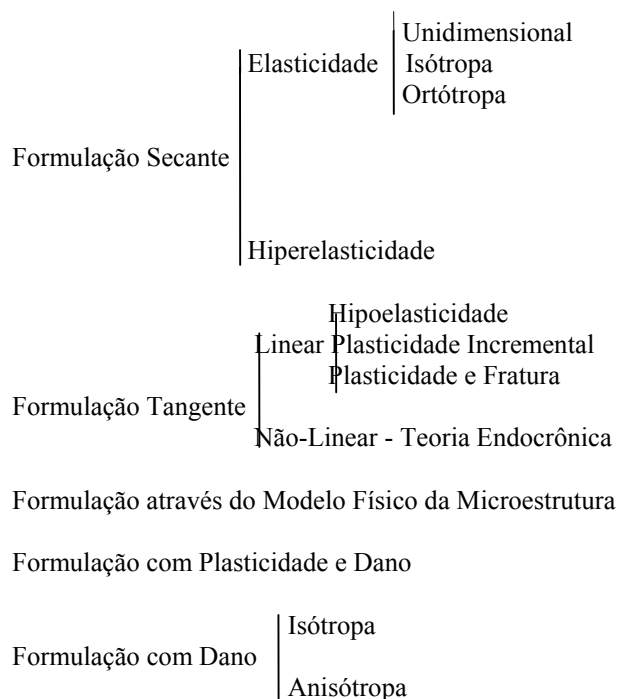 Unidimensional
Elasticidade
Isótropa
Ortótropa
Formulação Secante
Hiperelasticidade
Hipoelasticidade
Linear Plasticidade Incremental
Plasticidade e Fratura
Formulação Tangente
Não-Linear - Teoria Endocrônica
Formulação através do Modelo Físico da Microestrutura
Formulação com Plasticidade e Dano
Isótropa
Formulação com Dano
Anisótropa